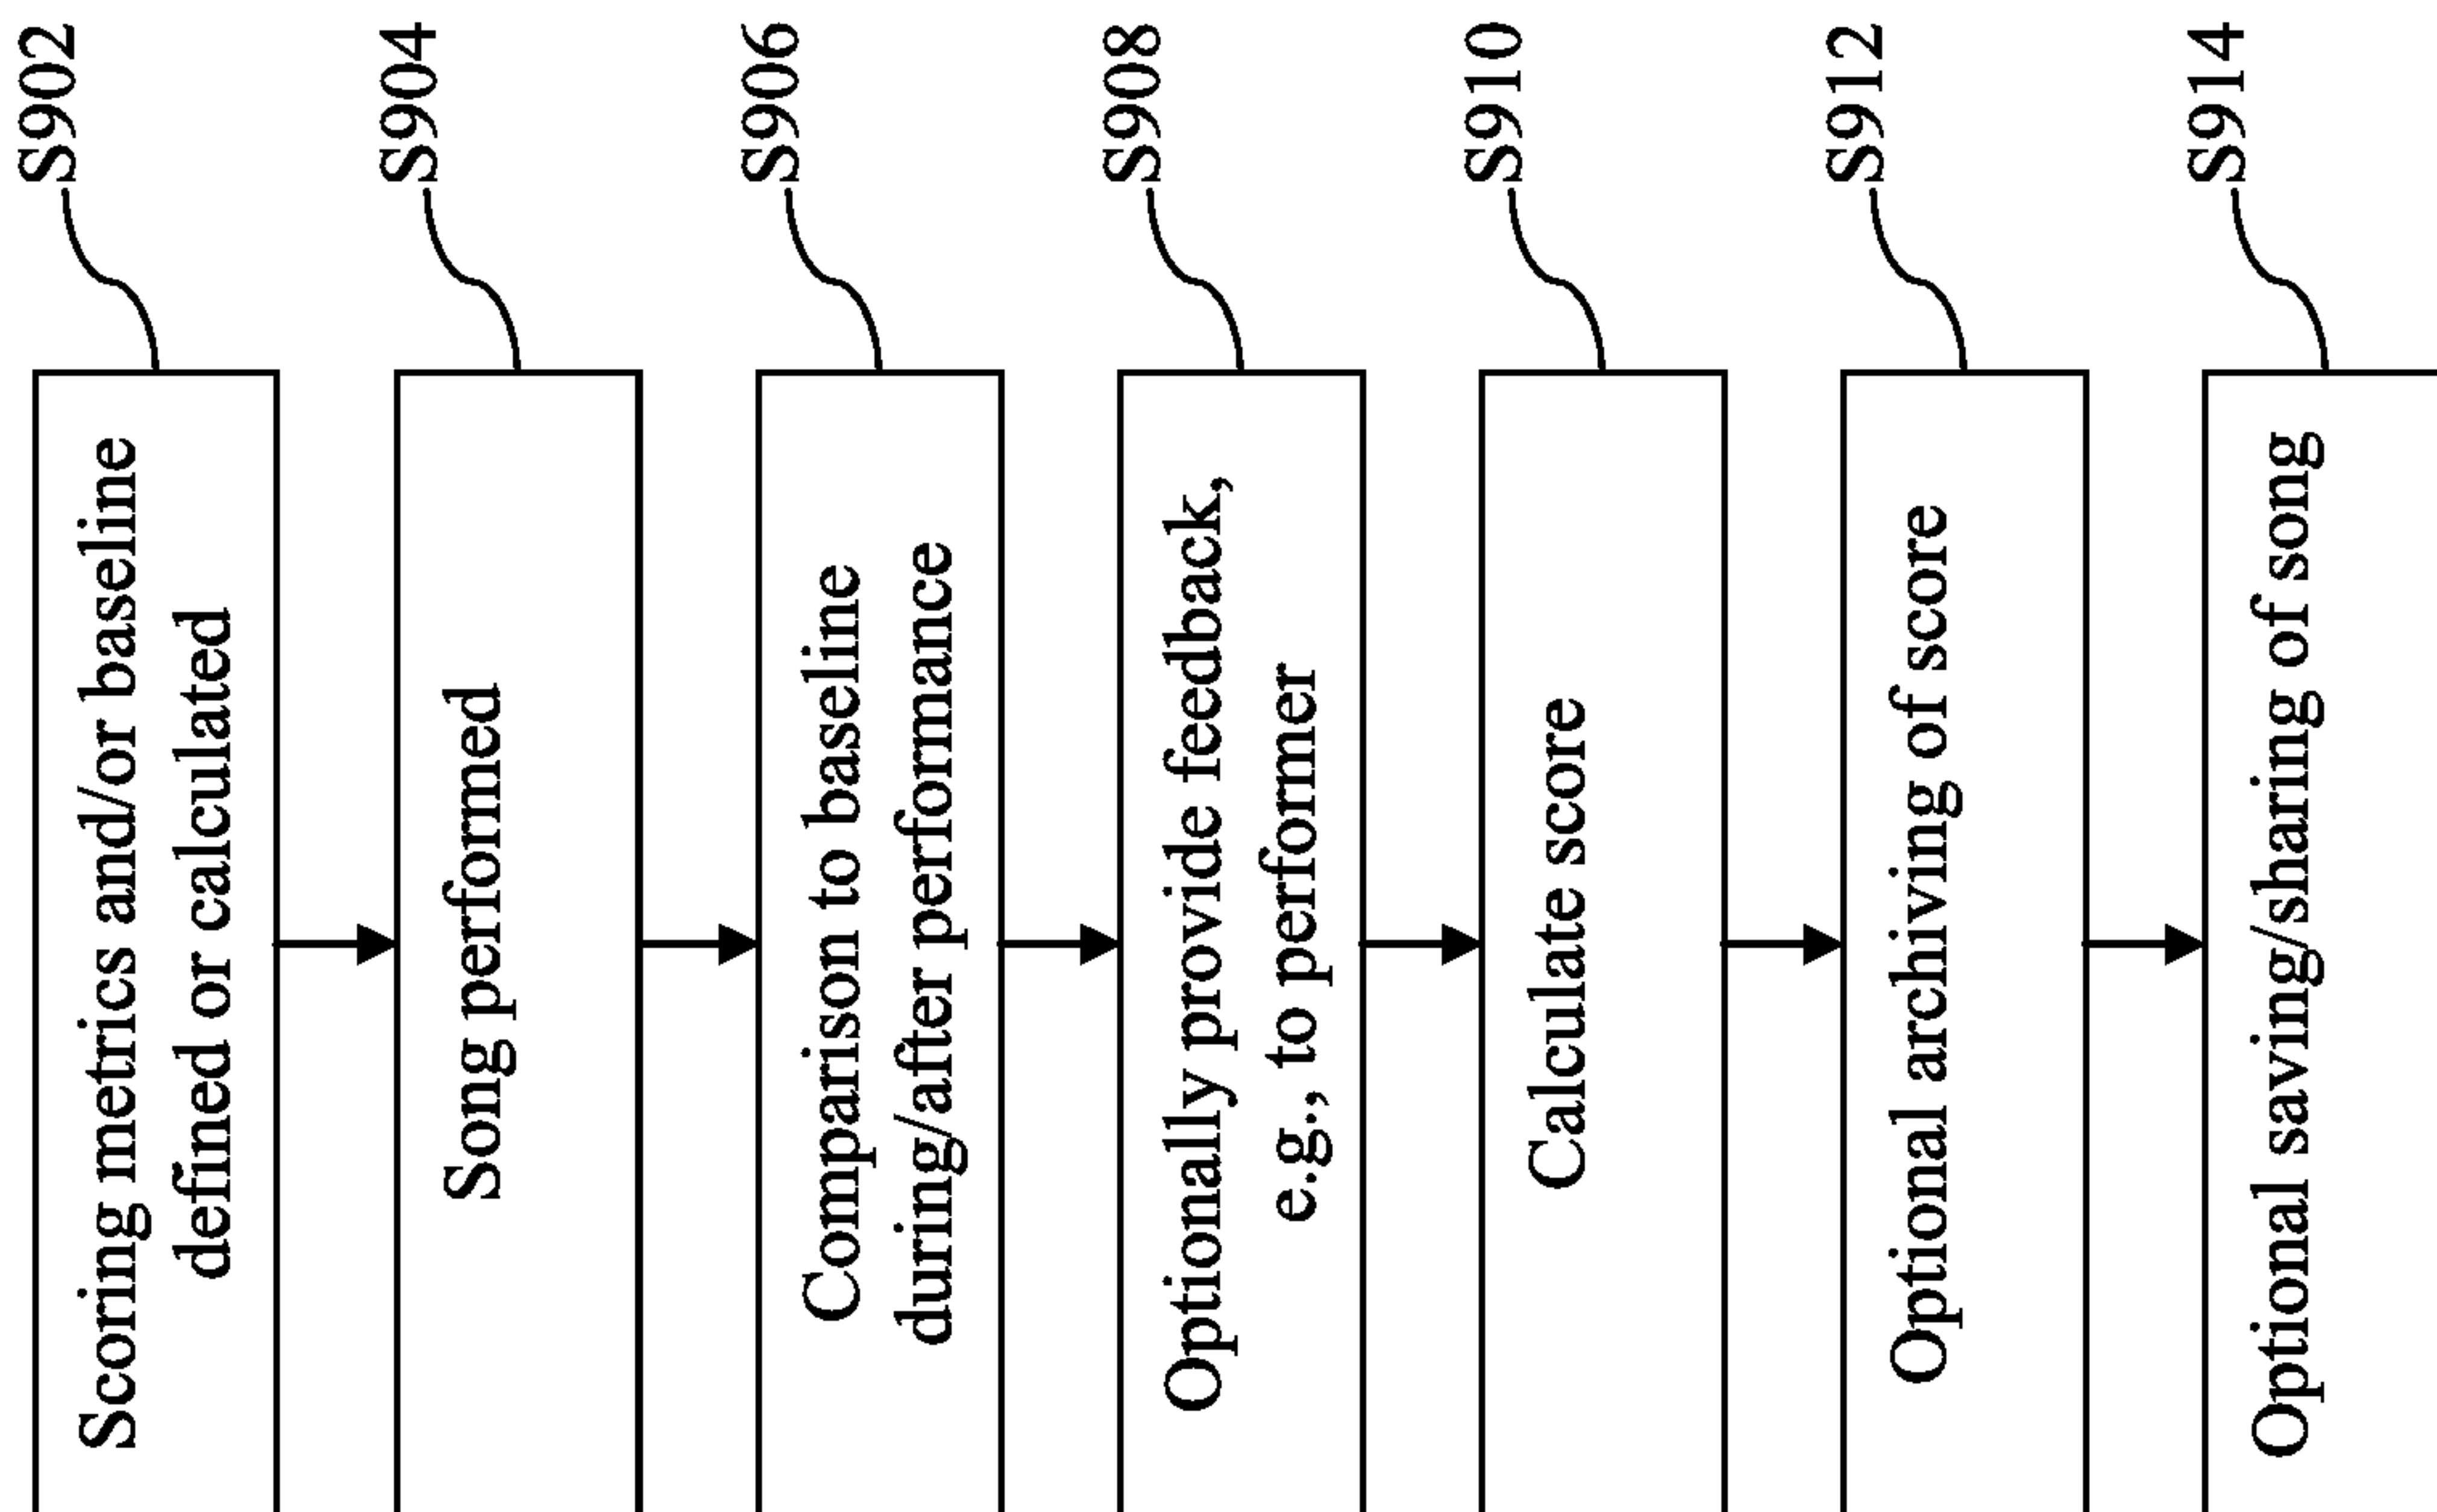 S902
Scoring metrics and/or baseline
defined or calculated
S904
Song performed
S906
Comparison to baseline
during/after performance
S908
Optionally provide feedback,
e.g., to performer
S910
Calculate score
S912
Optional archiving of score
S914
Optional saving/sharing of song